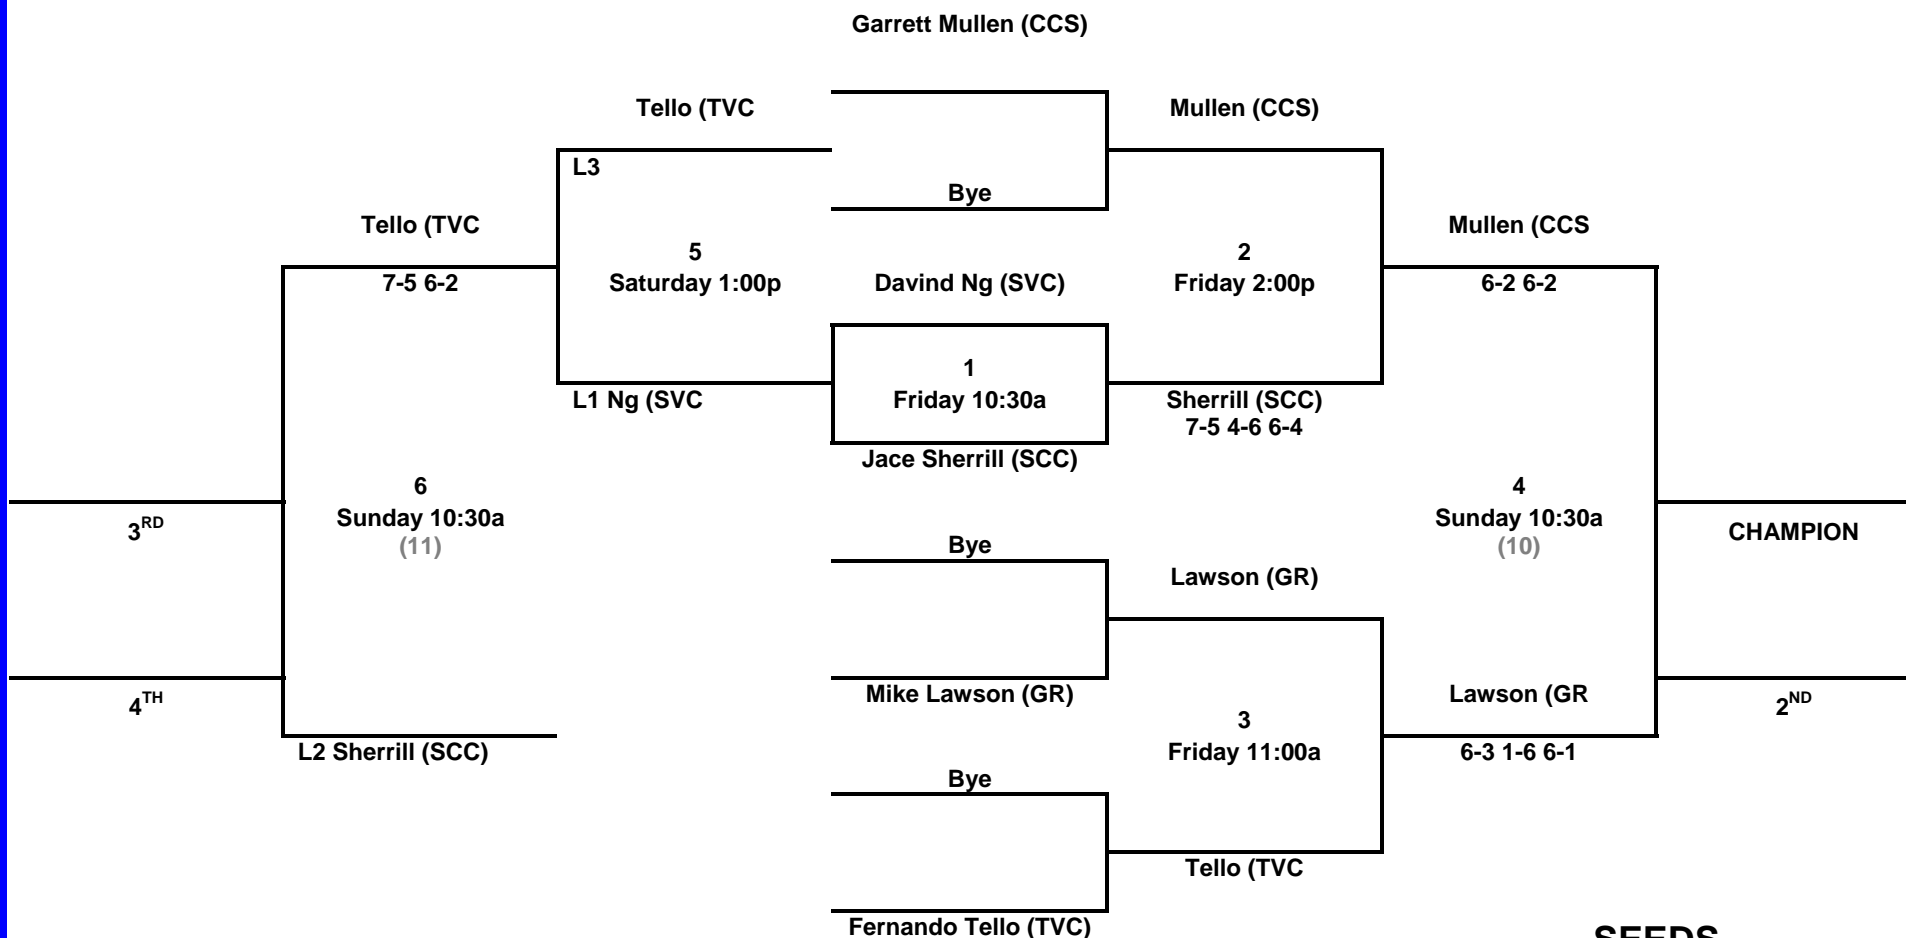 Garrett Mullen (CCS)
Tello (TVC
Mullen (CCS)
L3
Bye
Tello (TVC
Mullen (CCS
5
2
7-5 6-2
Saturday 1:00p
Davind Ng (SVC)
Friday 2:00p
6-2 6-2
1
L1 Ng (SVC
Friday 10:30a
Sherrill (SCC)
7-5 4-6 6-4
Jace Sherrill (SCC)
6
4
3RD
Sunday 10:30a
Sunday 10:30a
CHAMPION
(11)
Bye
(10)
Lawson (GR)
4TH
Mike Lawson (GR)
Lawson (GR
2ND
3
L2 Sherrill (SCC)
Friday 11:00a
6-3 1-6 6-1
Bye
Tello (TVC
Fernando Tello (TVC)
SEEDS